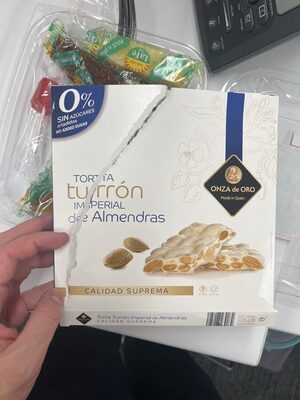 0%
SIN AZÚCARES
añadidos
NO ADDED SUGAR
TORTA
turrón
IMPERIAL
de Almendras
CALIDAD SUPREMA
ONZA de ORO
Made in Spain
Torta Turrón Imperial de Almendras
CALIDAD SUPREMA